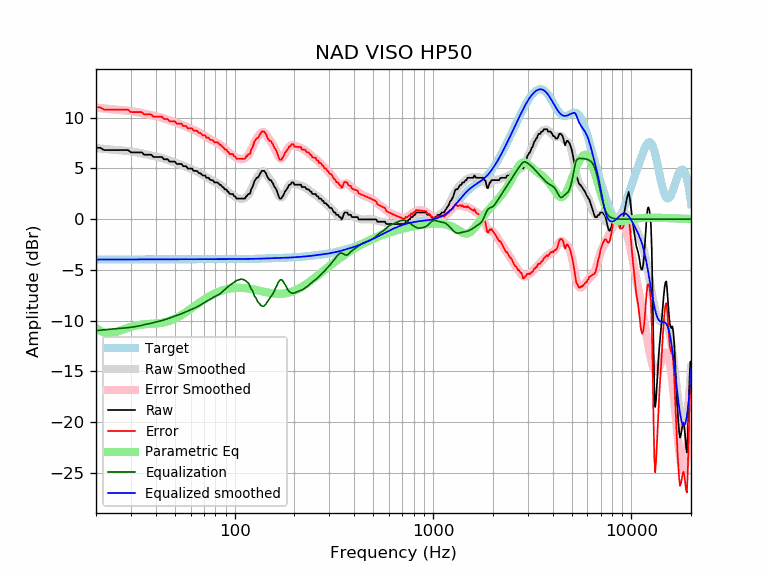 NAD VISO HP50
Amplitude (dBr)
10
5
0
−5
−10
−15
−20
−25
Target
Raw Smoothed
Error Smoothed
Raw
Error
Parametric Eq
Equalization
Equalized smoothed
100 1000 10000
Frequency (Hz)